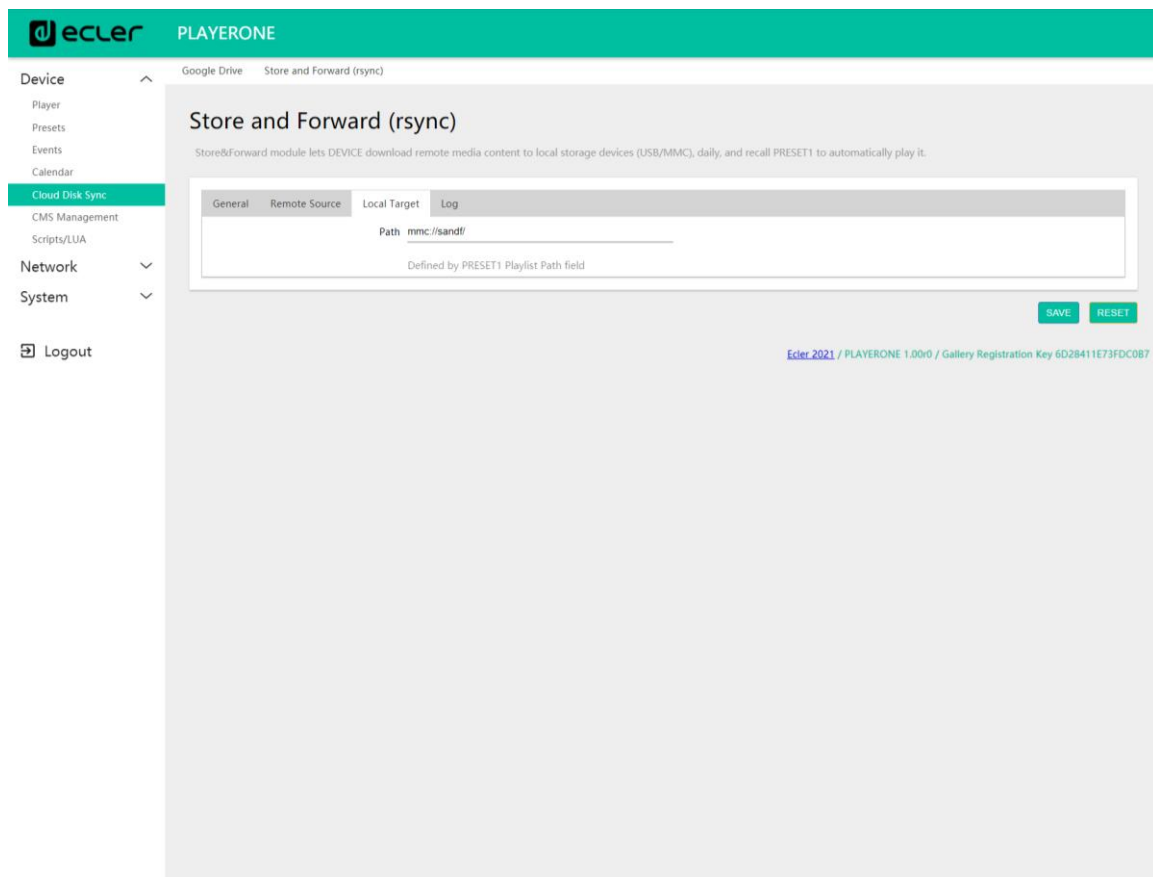 ecler
PLAYERONE
Device
Player
Presets
Events
Calendar
Cloud Disk Sync
CMS Management
Scripts/LUA
Network
System
Logout
Google Drive Store and Forward (rsync)
Store and Forward (rsync)
Store&Forward module lets DEVICE download remote media content to local storage devices (USB/MMC), daily, and recall PRESET1 to automatically play it.
General Remote Source Local Target Log
Path mmc://sandf/
Defined by PRESET1 Playlist Path field
SAVE RESET
Ecler 2021 / PLAYERONE 1.00r0 / Gallery Registration Key 6D28411E73FDC0B7